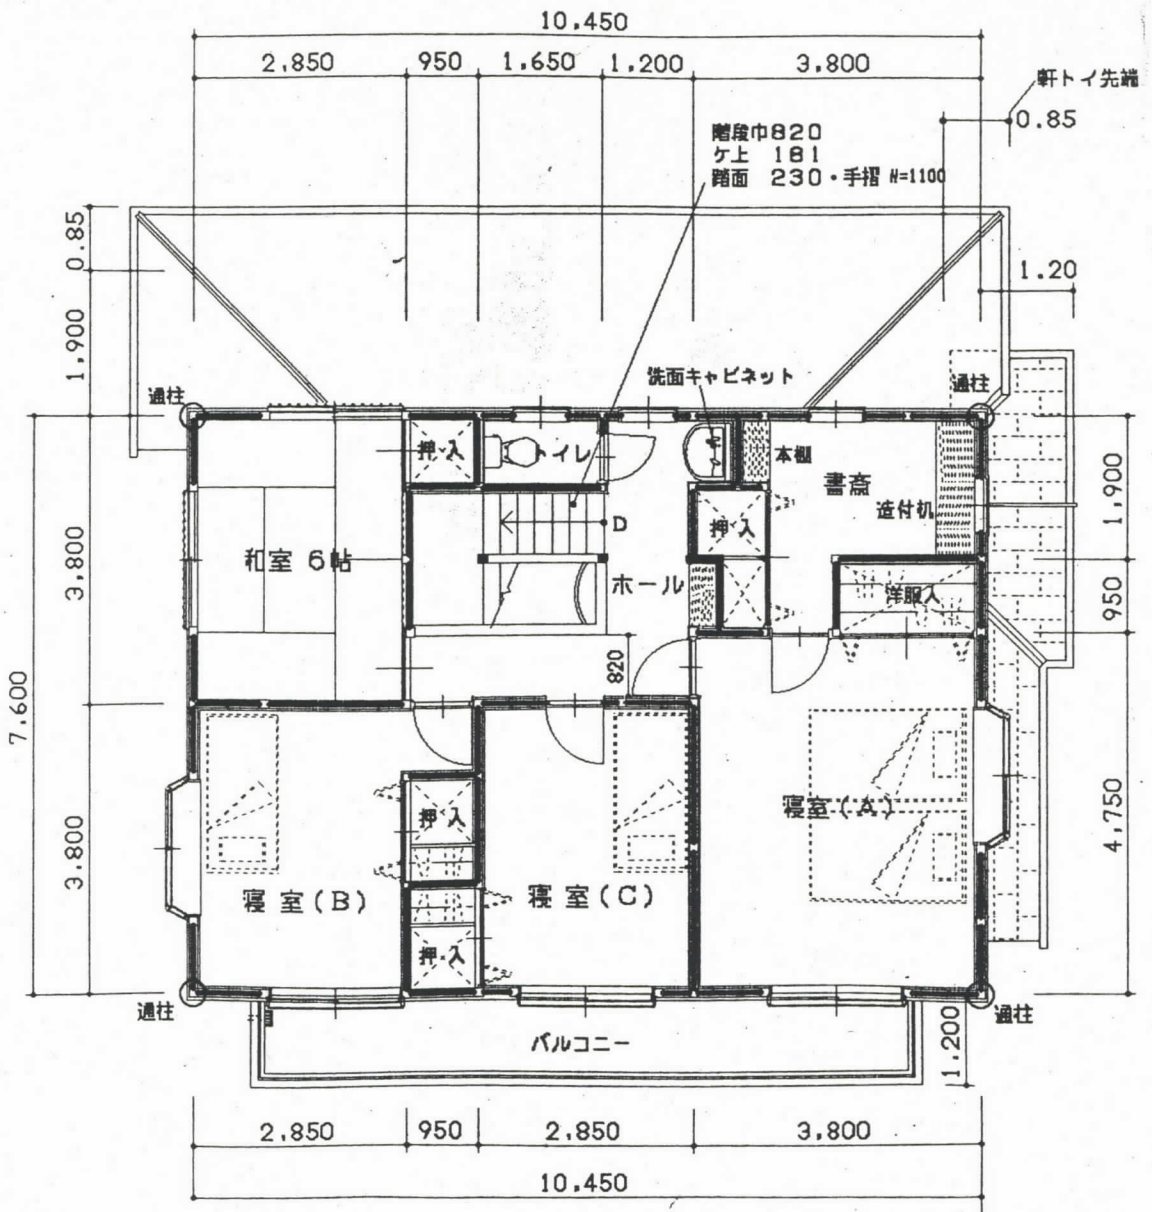 10,450
2,850 950 1,650 1,200 3,800
軒トイ先端
0.85
階段巾820
ケ上 181
踏面 230・手摺 H=1100
0.85
1.20
1,900
洗面キャビネット
通柱
通柱
押入
トイレ
本棚
書斎
造付机
1,900
和室 6帖
D
押入
3,800
ホール
洋服入
950
820
7,600
寝室(A)
押入
3,800
4,750
寝室(B)
寝室(C)
押入
通柱
通柱
バルコニー
1,200
2,850 950 2,850 3,800
10,450